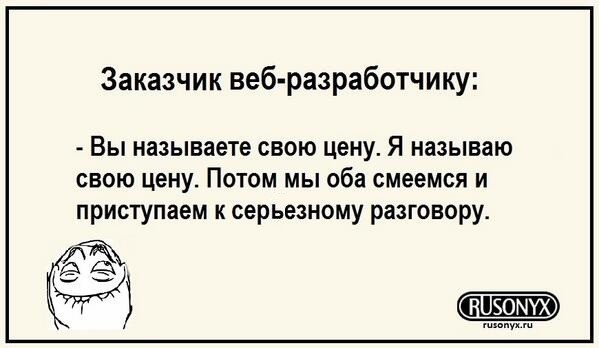 Заказчик веб-разработчику:
- Вы называете свою цену. Я называю
свою цену. Потом мы оба смеемся и
приступаем к серьезному разговору.
RUSONYX
rusonyx.ru